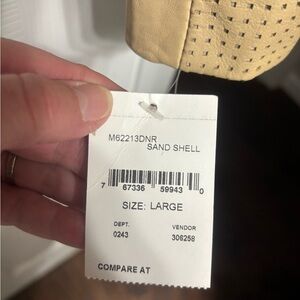 M62213DNR
SAND SHELL
7 67336 59943 0
SIZE: LARGE
DEPT. VENDOR
0243 306258
COMPARE AT